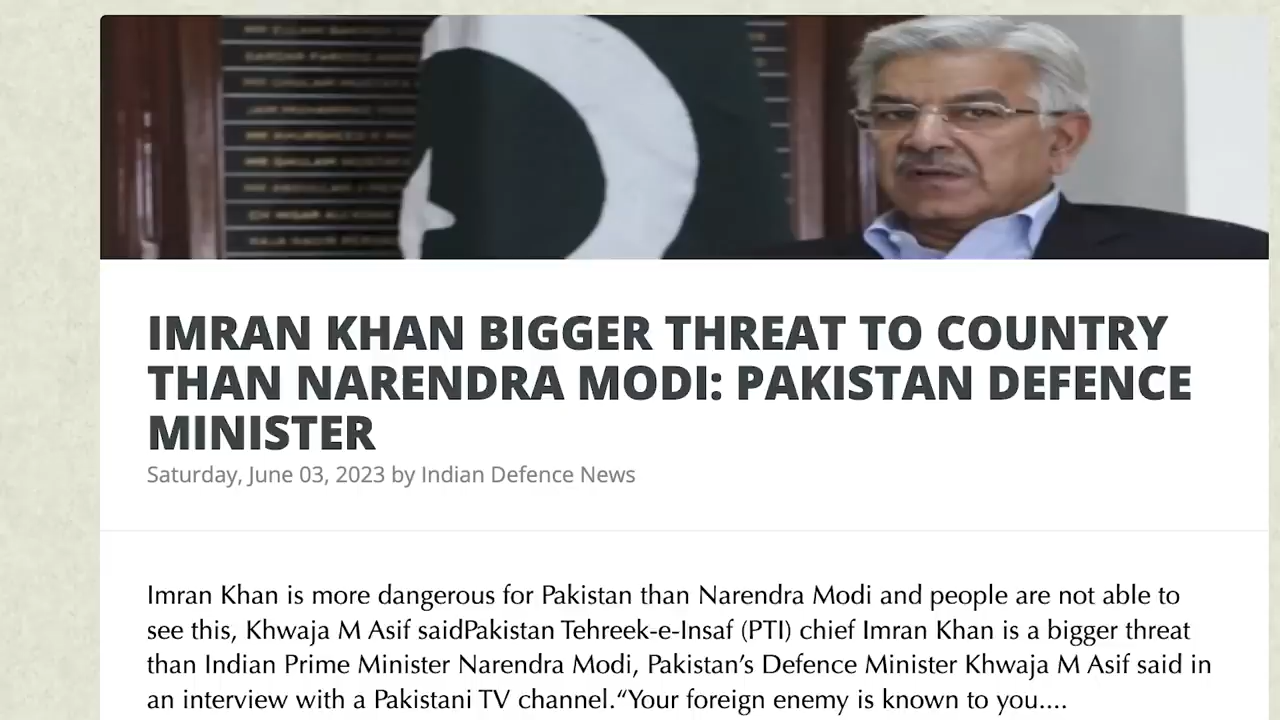 IMRAN KHAN BIGGER THREAT TO COUNTRY
THAN NARENDRA MODI: PAKISTAN DEFENCE
MINISTER
Saturday, June 03, 2023 by Indian Defence News
Imran Khan is more dangerous for Pakistan than Narendra Modi and people are not able to
see this, Khwaja M Asif saidPakistan Tehreek-e-Insaf (PTI) chief Imran Khan is a bigger threat
than Indian Prime Minister Narendra Modi, Pakistan’s Defence Minister Khwaja M Asif said in
an interview with a Pakistani TV channel.“Your foreign enemy is known to you....